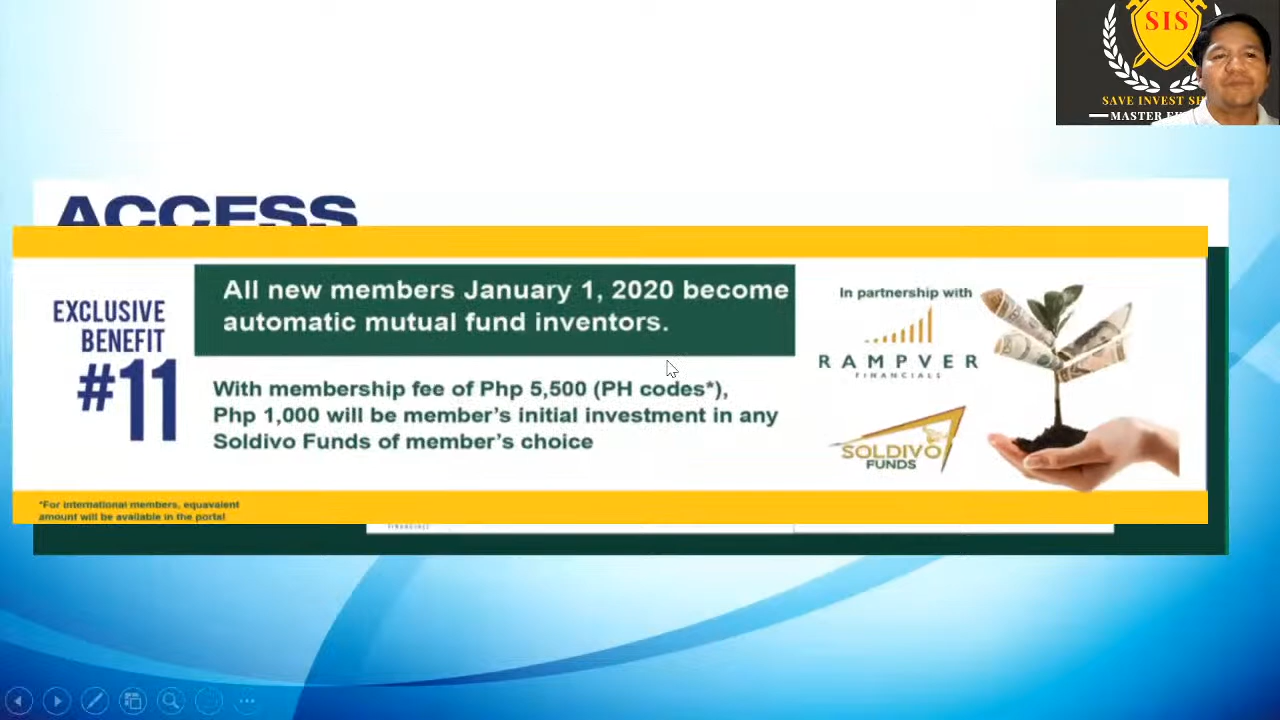 SIS
SAVE INVEST
MASTER
ACCESS
EXCLUSIVE
BENEFIT
#11
All new members January 1, 2020 become
automatic mutual fund inventors.
With membership fee of Php 5,500 (PH codes*),
Php 1,000 will be member's initial investment in any
Soldivo Funds of member's choice
In partnership with
RAMPVER
FINANCIALS
SOLDIVO
FUNDS
*For international members, equavalent
amount will be available in the portal
FINANCIALS